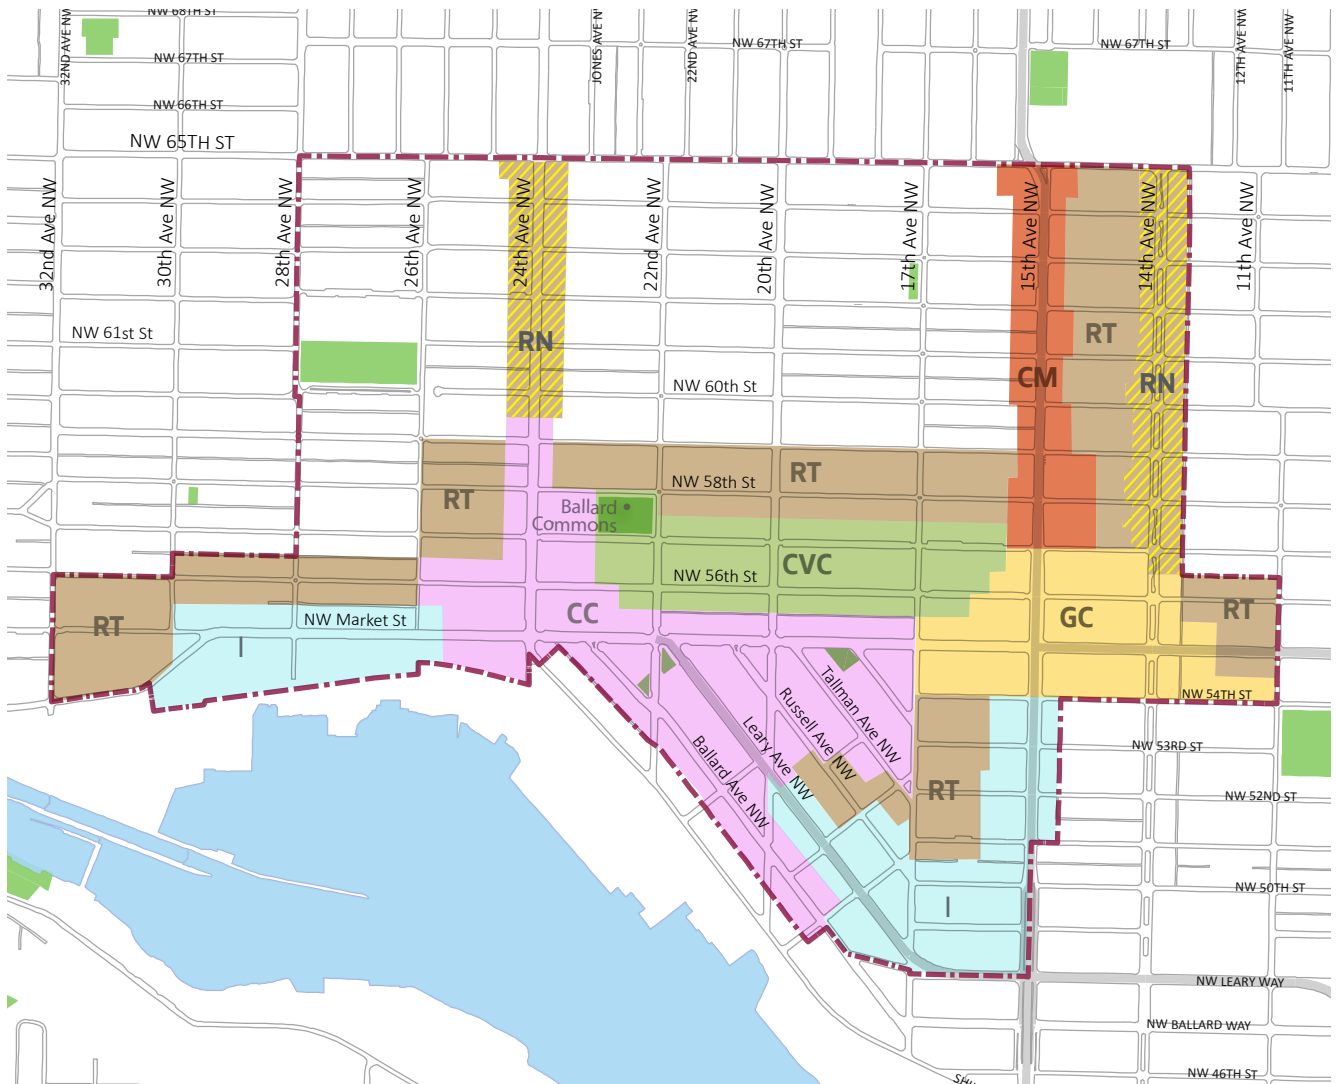 NW 68TH ST
32ND AVE NW
NW 67TH ST
JONES AVE NW
22ND AVE NW
NW 67TH ST
NW 67TH ST
12TH AVE NW
11TH AVE NW
NW 66TH ST
NW 65TH ST
32nd Ave NW
30th Ave NW
28th Ave NW
26th Ave NW
24th Ave NW
22nd Ave NW
20th Ave NW
17th Ave NW
15th Ave NW
14th Ave NW
11th Ave NW
NW 61st St
RN
RT
CM
RN
NW 60th St
RT
NW 58th St
RT
Ballard
Commons
CVC
NW 56th St
RT
NW Market St
CC
GC
RT
I
Tallman Ave NW
Russell Ave NW
Leary Ave NW
Ballard Ave NW
NW 54TH ST
NW 53RD ST
RT
NW 52ND ST
NW 50TH ST
I
NW LEARY WAY
NW BALLARD WAY
NW 46TH ST